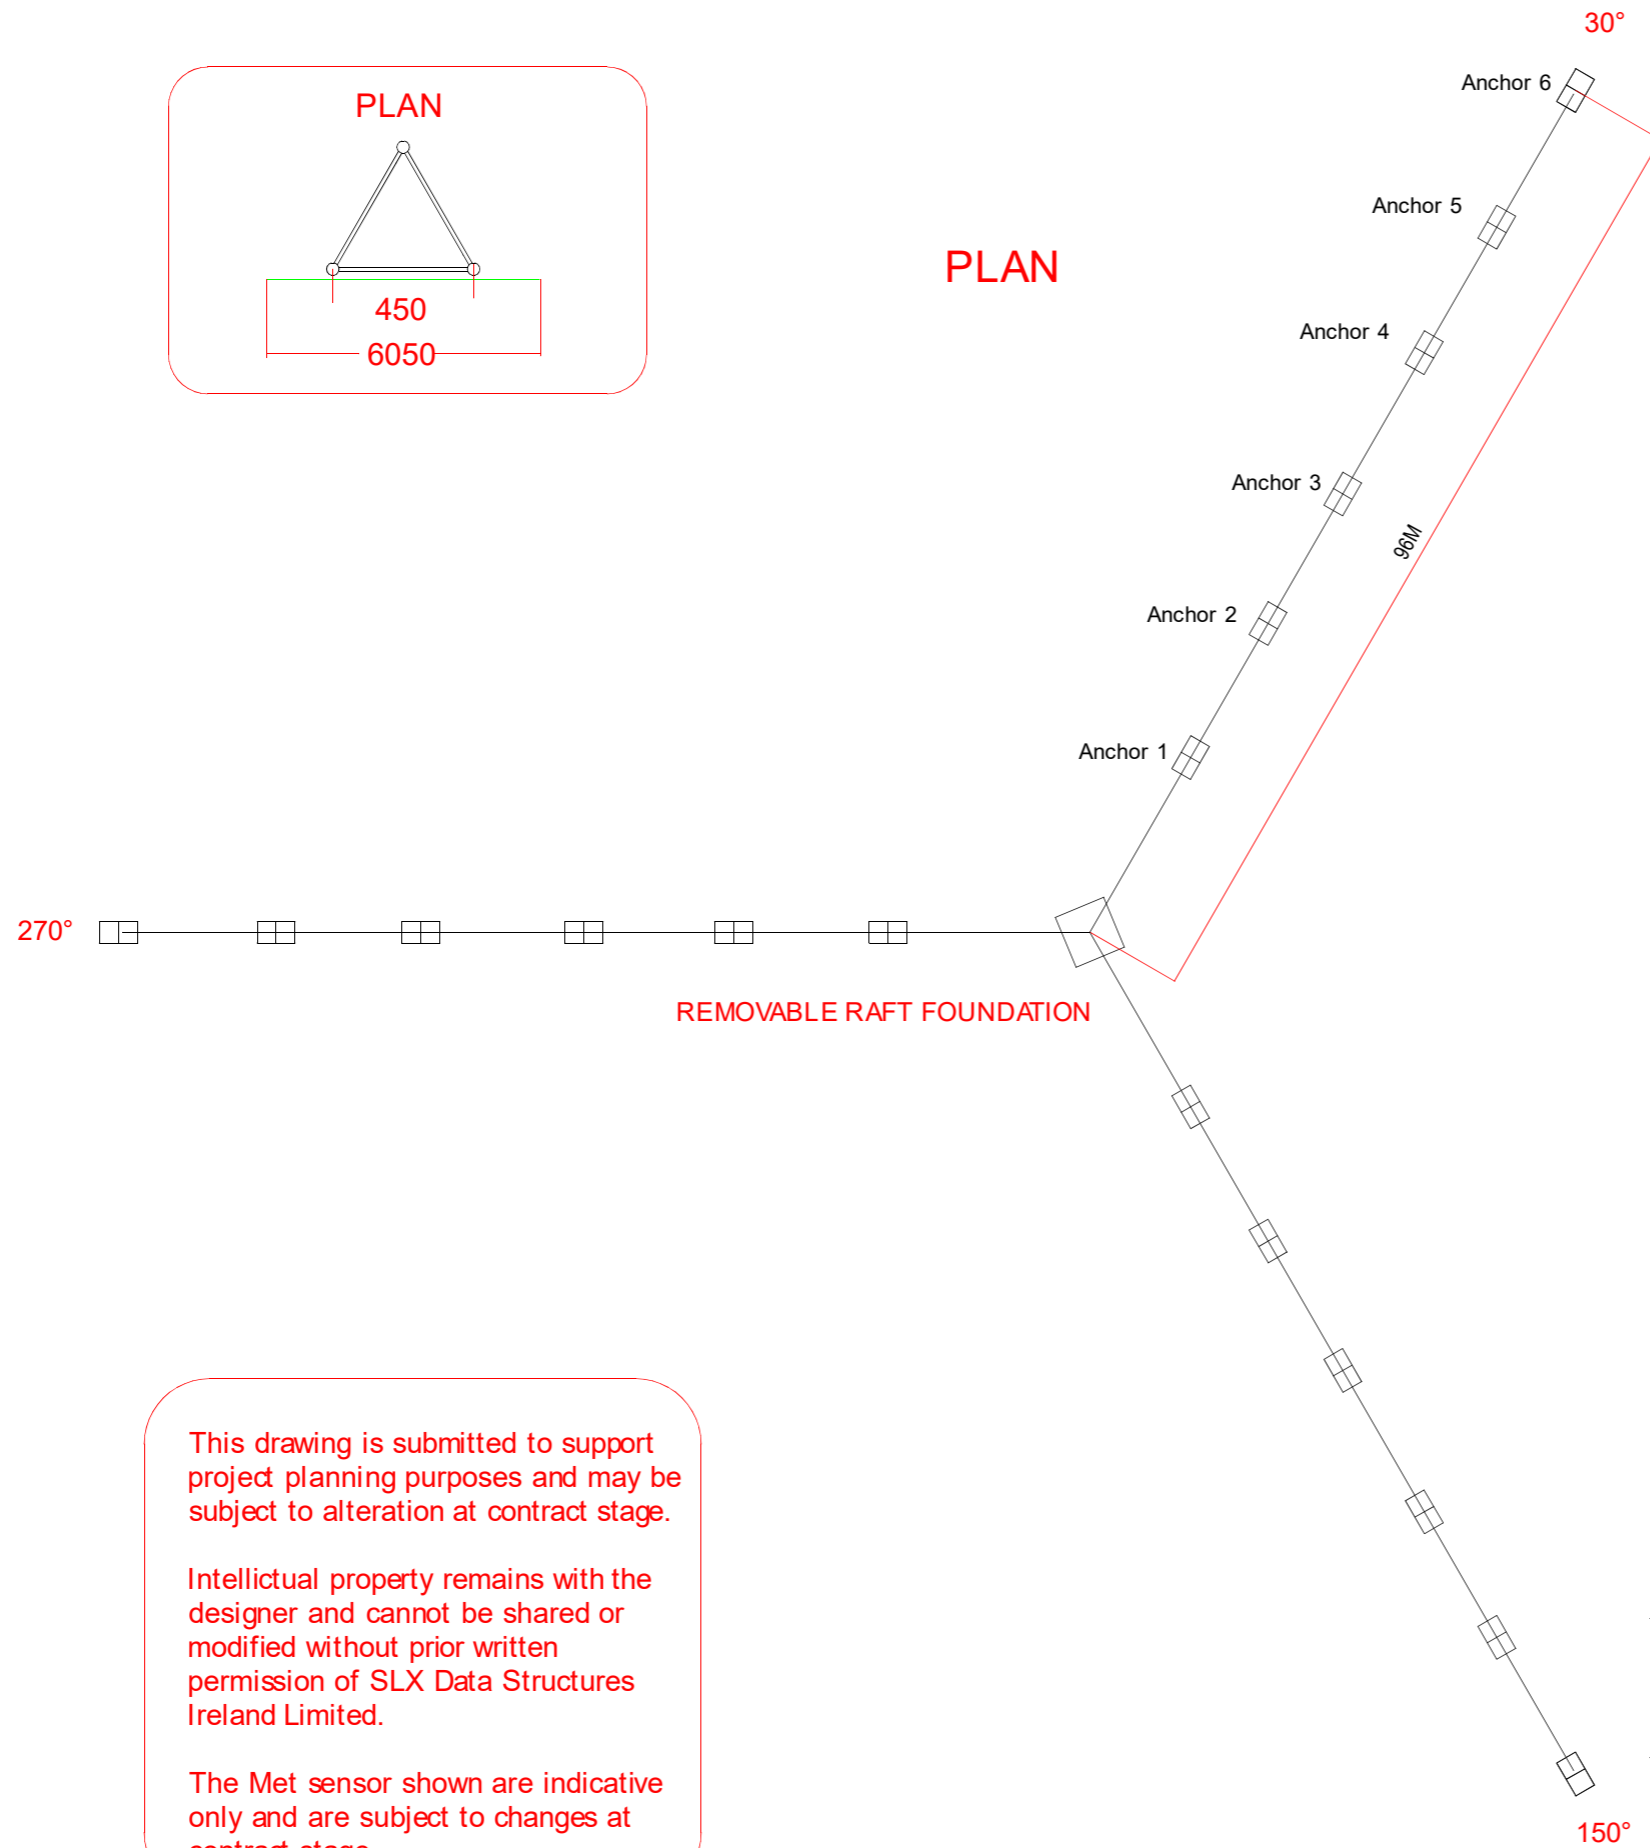 30°
Anchor 6
PLAN
Anchor 5
PLAN
450
Anchor 4
6050
Anchor 3
96M
Anchor 2
Anchor 1
270°
REMOVABLE RAFT FOUNDATION
This drawing is submitted to support
project planning purposes and may be
subject to alteration at contract stage.
Intellictual property remains with the
designer and cannot be shared or
modified without prior written
permission of SLX Data Structures
Ireland Limited.
The Met sensor shown are indicative
only and are subject to changes at
contract stage
150°